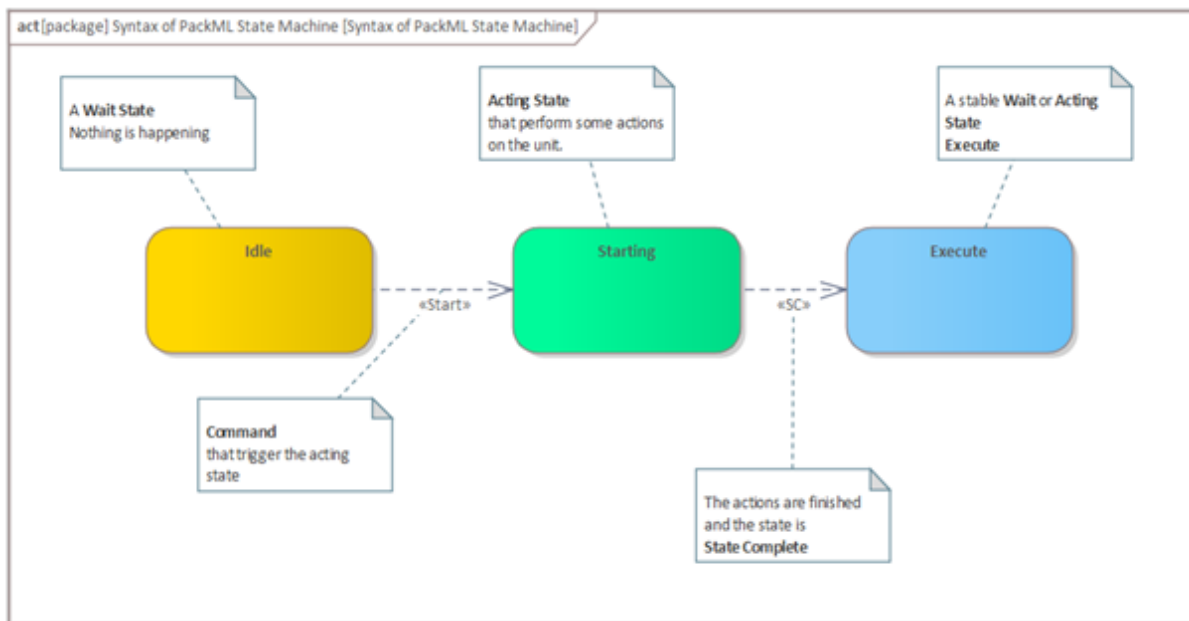 act [package] Syntax of PackML State Machine [Syntax of PackML State Machine]
A Wait State
Nothing is happening
Acting State
that perform some actions
on the unit.
A stable Wait or Acting
State
Execute
Idle
Starting
Execute
«Start»
«SC»
Command
that trigger the acting
state
The actions are finished
and the state is
State Complete